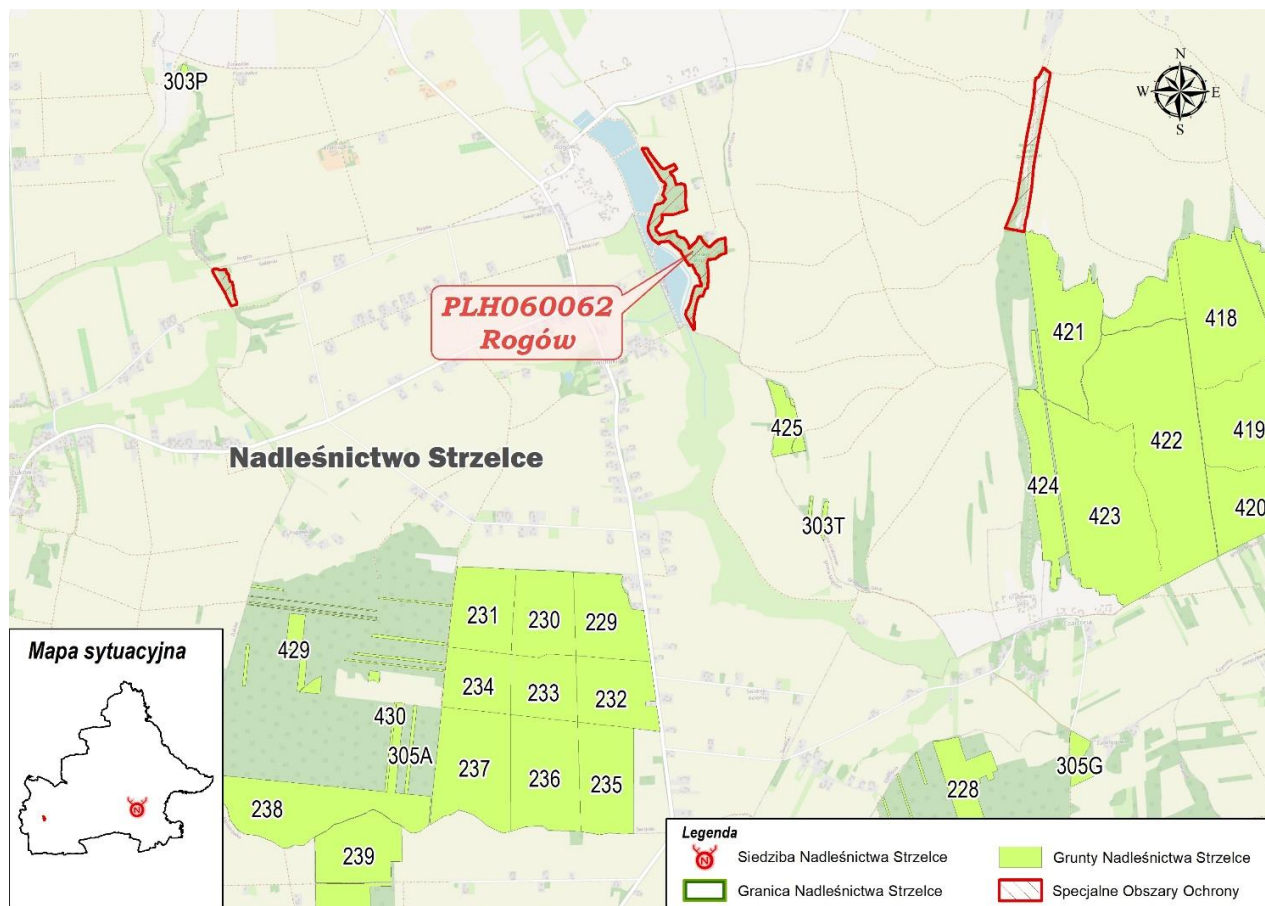 303P
N
W E
S
Rogów
PLH060062
Rogów
421
418
425
422
419
Nadleśnictwo Strzelce
424
423
420
303T
231
230
229
429
234
233
232
430
305A
237
236
235
305G
228
238
239
Mapa sytuacyjna
N
Legenda
N Siedziba Nadleśnictwa Strzelce
Grunty Nadleśnictwa Strzelce
Granica Nadleśnictwa Strzelce
Specjalne Obszary Ochrony